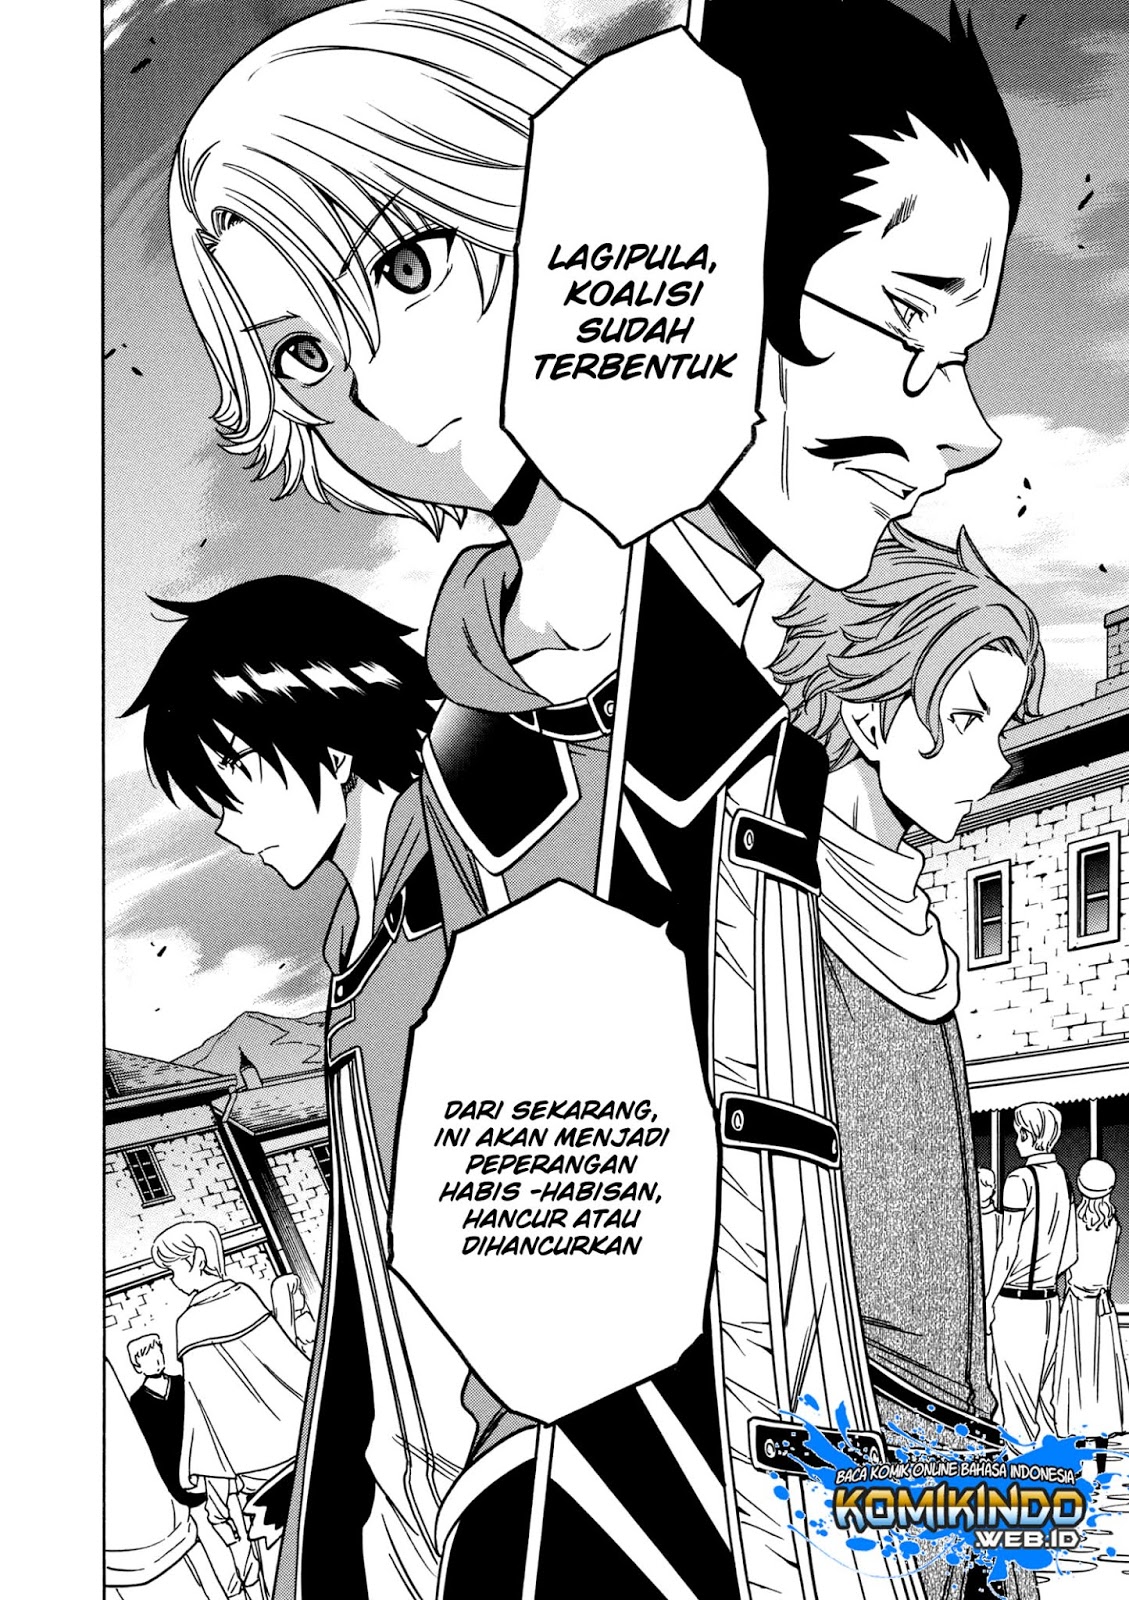 LAGIPULA,
KOALISI
SUDAH
TERBENTUK
DARI SEKARANG,
INI AKAN MENJADI
PEPERANGAN
HABIS -HABISAN,
HANCUR ATAU
DIHANCURKAN
BACA KOMIK ONLINE BAHASA INDONESIA
KOMIKINDO
.WEB.ID